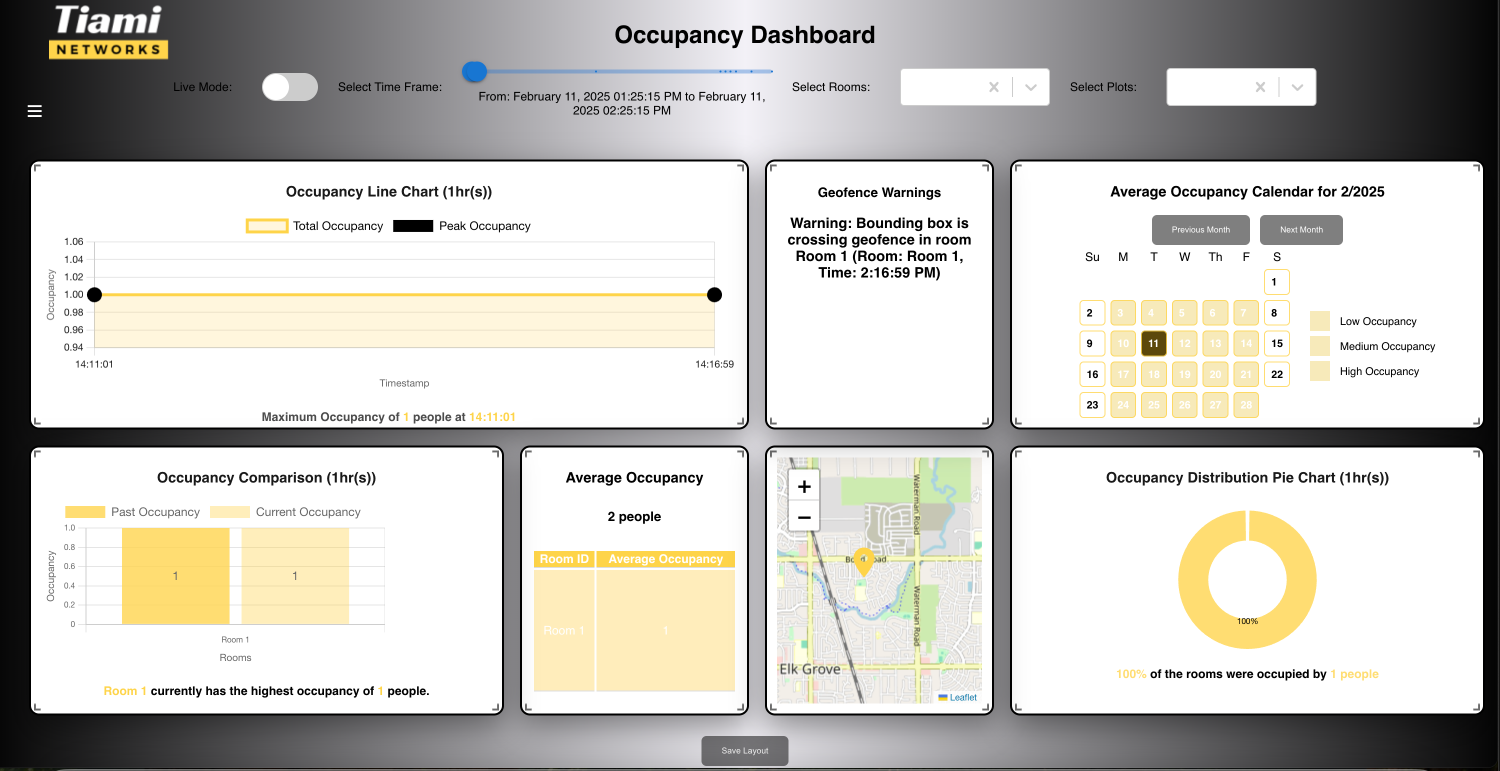 Tiami
NETWORKS
Occupancy Dashboard
Live Mode:
Select Time Frame:
From: February 11, 2025 01:25:15 PM to February 11,
2025 02:25:15 PM
Select Rooms:
Select Plots:
Occupancy Line Chart (1hr(s))
Total Occupancy
Peak Occupancy
1.06
1.04
1.02
1.00
0.98
0.96
0.94
Occupancy
14:11:01
14:16:59
Timestamp
Maximum Occupancy of 1 people at 14:11:01
Geofence Warnings
Warning: Bounding box is
crossing geofence in room
Room 1 (Room: Room 1,
Time: 2:16:59 PM)
Average Occupancy Calendar for 2/2025
Previous Month
Next Month
Su M T W Th F S
1
2 3 4 5 6 7 8
9 10 11 12 13 14 15
16 17 18 19 20 21 22
23 24 25 26 27 28
Low Occupancy
Medium Occupancy
High Occupancy
Occupancy Comparison (1hr(s))
Past Occupancy
Current Occupancy
1.0
0.8
0.6
0.4
0.2
0
Occupancy
1
1
Room 1
Rooms
Room 1 currently has the highest occupancy of 1 people.
Average Occupancy
2 people
Room ID Average Occupancy
Room 1 1
+
−
Waterman Road
Waterman Road
Elk Grove
Leaflet
Occupancy Distribution Pie Chart (1hr(s))
100%
100% of the rooms were occupied by 1 people
Save Layout